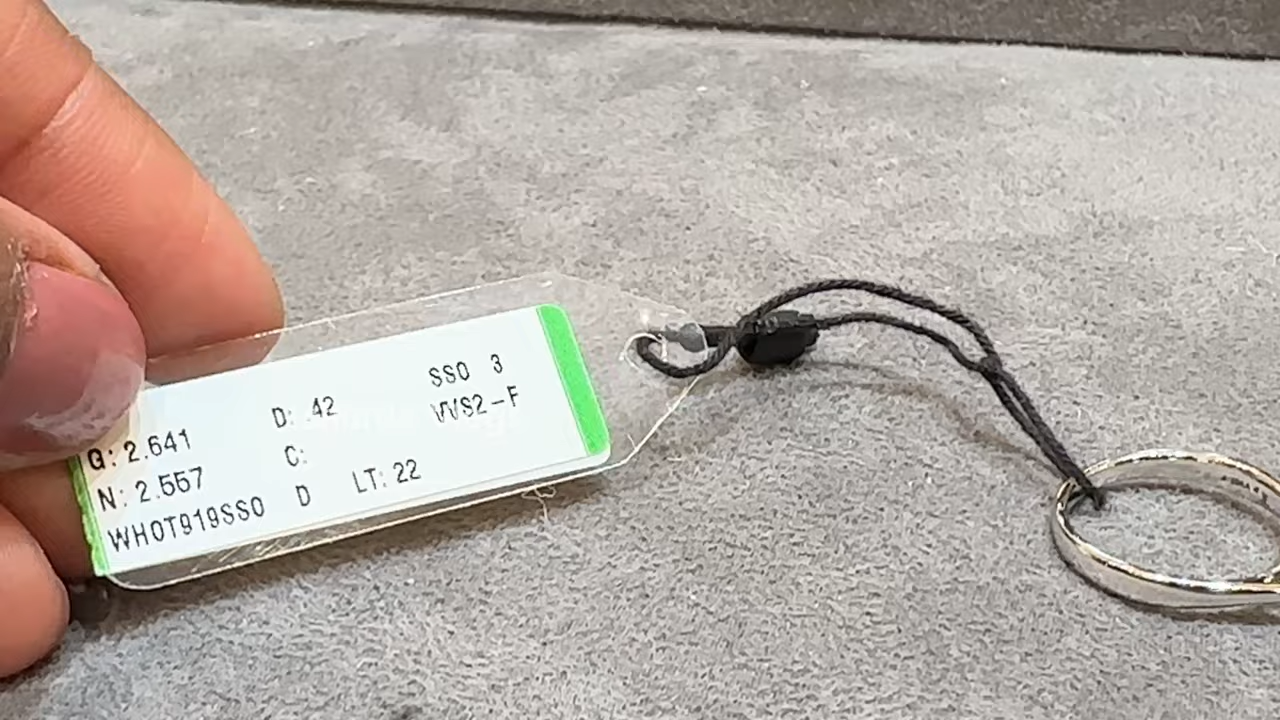 SSO 3
D: .42 VVS2-F
G: 2.641 C:
N: 2.557 LT: 22
WHOT919SSO D